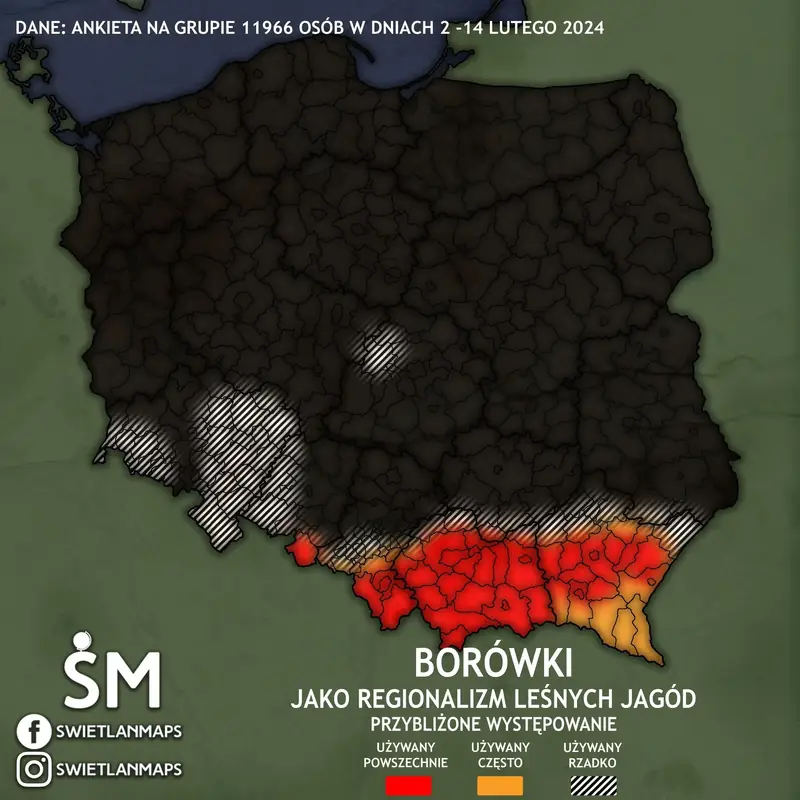 DANE: ANKIETA NA GRUPIE 11966 OSÓB W DNIACH 2 -14 LUTEGO 2024
ŚM
SWIETLANMAPS
SWIETLANMAPS
BORÓWKI
JAKO REGIONALIZM LEŚNYCH JAGÓD
PRZYBLIŻONE WYSTĘPOWANIE
UŻYWANY POWSZECHNIE
UŻYWANY CZĘSTO
UŻYWANY RZADKO